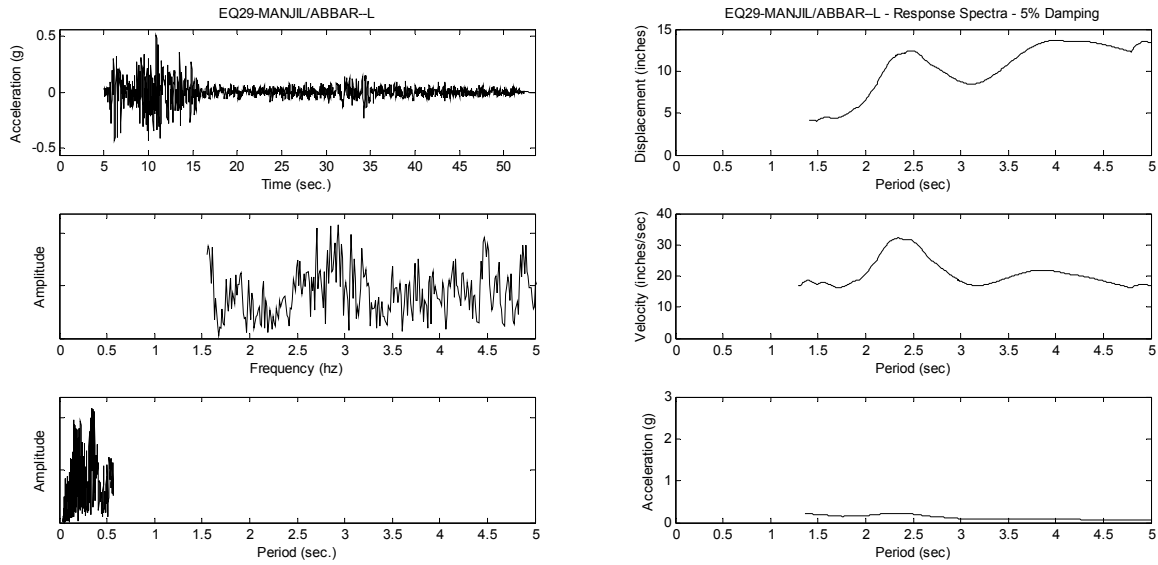 EQ29-MANJIL/ABBAR--L
0.5
0
-0.5
Acceleration (g)
0 5 10 15 20 25 30 35 40 45 50
Time (sec.)
Amplitude
0 0.5 1 1.5 2 2.5 3 3.5 4 4.5 5
Frequency (hz)
Amplitude
0 0.5 1 1.5 2 2.5 3 3.5 4 4.5 5
Period (sec.)
EQ29-MANJIL/ABBAR--L - Response Spectra - 5% Damping
15
10
5
0
Displacement (inches)
0 0.5 1 1.5 2 2.5 3 3.5 4 4.5 5
Period (sec)
40
30
20
10
0
Velocity (inches/sec)
0 0.5 1 1.5 2 2.5 3 3.5 4 4.5 5
Period (sec)
3
2
1
0
Acceleration (g)
0 0.5 1 1.5 2 2.5 3 3.5 4 4.5 5
Period (sec)